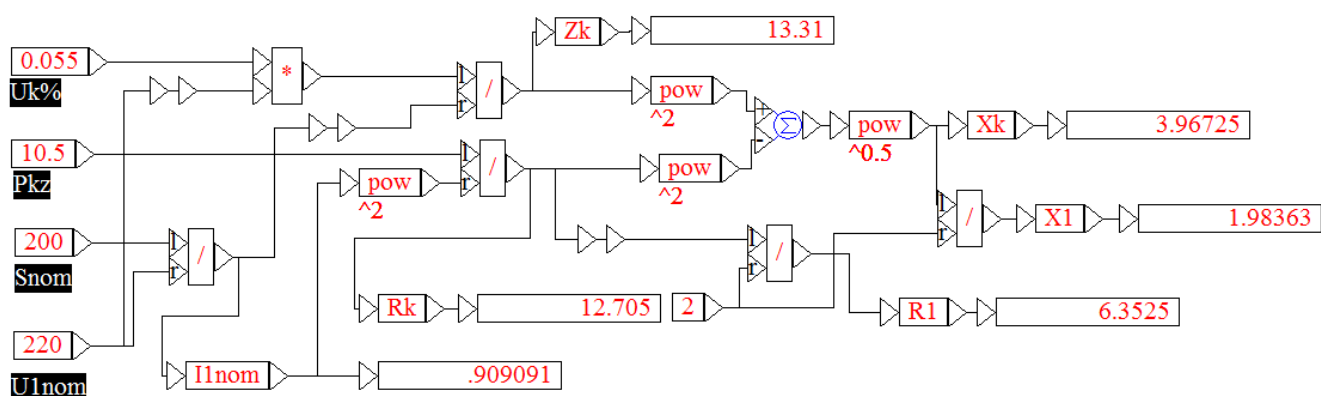 Zk 13.31
0.055 * l / r
Uk%
pow
^2
+ Σ -
pow
^0.5
Xk 3.96725
10.5 l / r
Pkz
pow
^2
pow
^2
l / r
X1 1.98363
200 l / r
Snom
l / r
Rk 12.705
2
R1 6.3525
220
U1nom
I1nom .909091